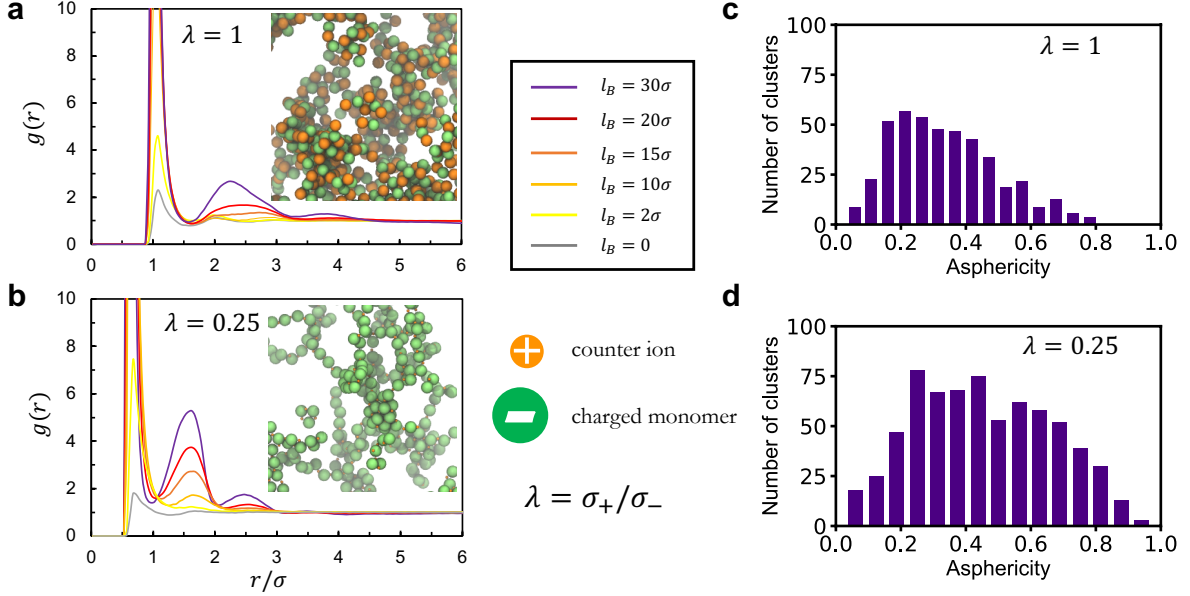 a
10
8
6
4
2
0
g(r)
λ = 1
0 1 2 3 4 5 6
b
10
8
6
4
2
0
g(r)
λ = 0.25
0 1 2 3 4 5 6
r/σ
l_B = 30σ
l_B = 20σ
l_B = 15σ
l_B = 10σ
l_B = 2σ
l_B = 0
+ counter ion
− charged monomer
λ = σ₊/σ₋
c
100
75
50
25
0
Number of clusters
λ = 1
0.0 0.2 0.4 0.6 0.8 1.0
Asphericity
d
100
75
50
25
0
Number of clusters
λ = 0.25
0.0 0.2 0.4 0.6 0.8 1.0
Asphericity